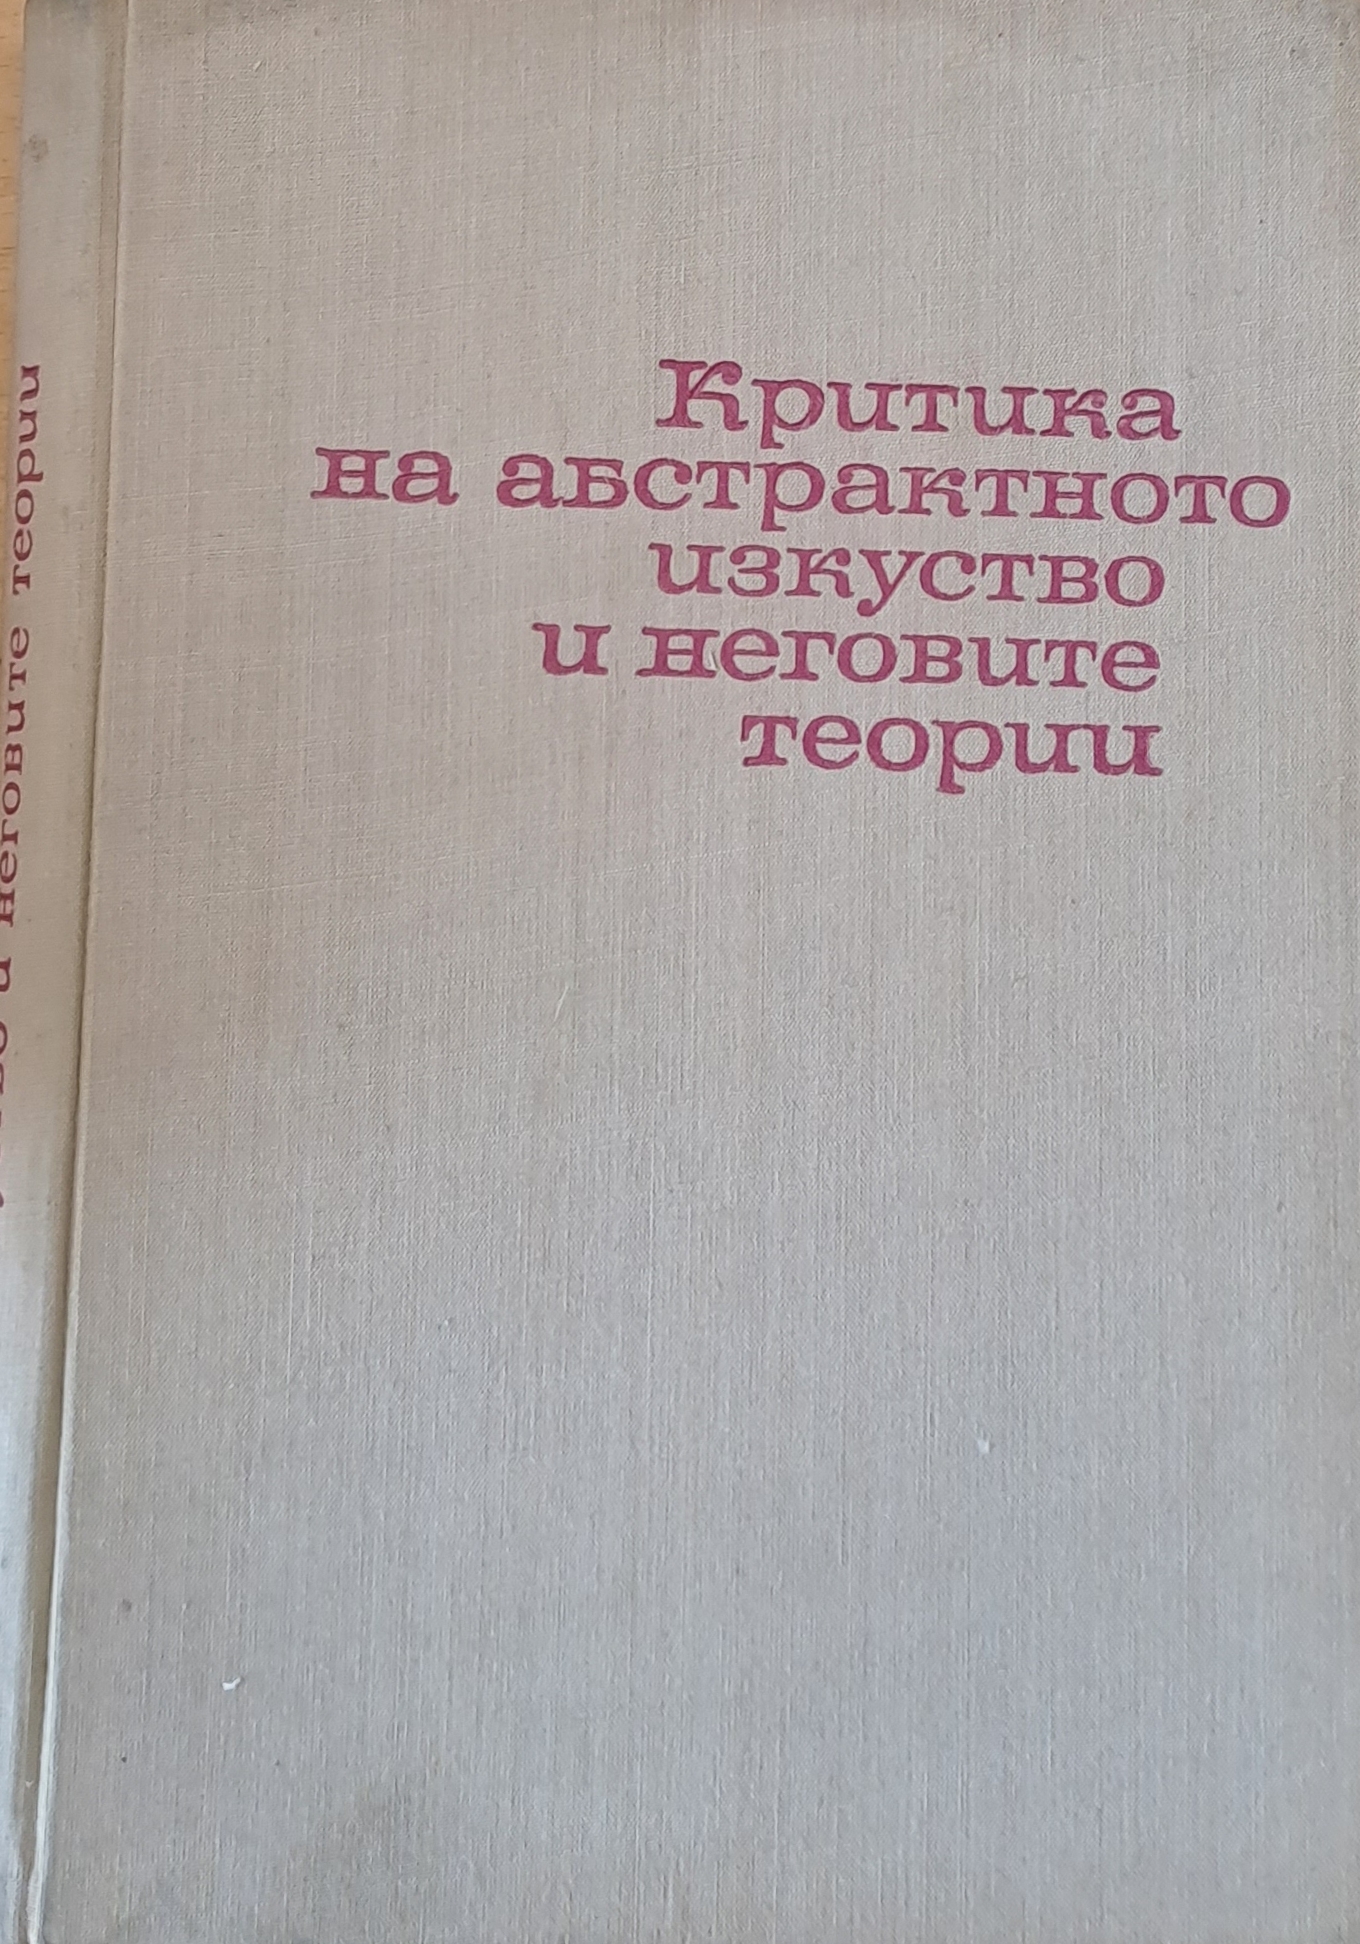 Критика
на абстрактното
изкуство
и неговите
теории
и неговите теории